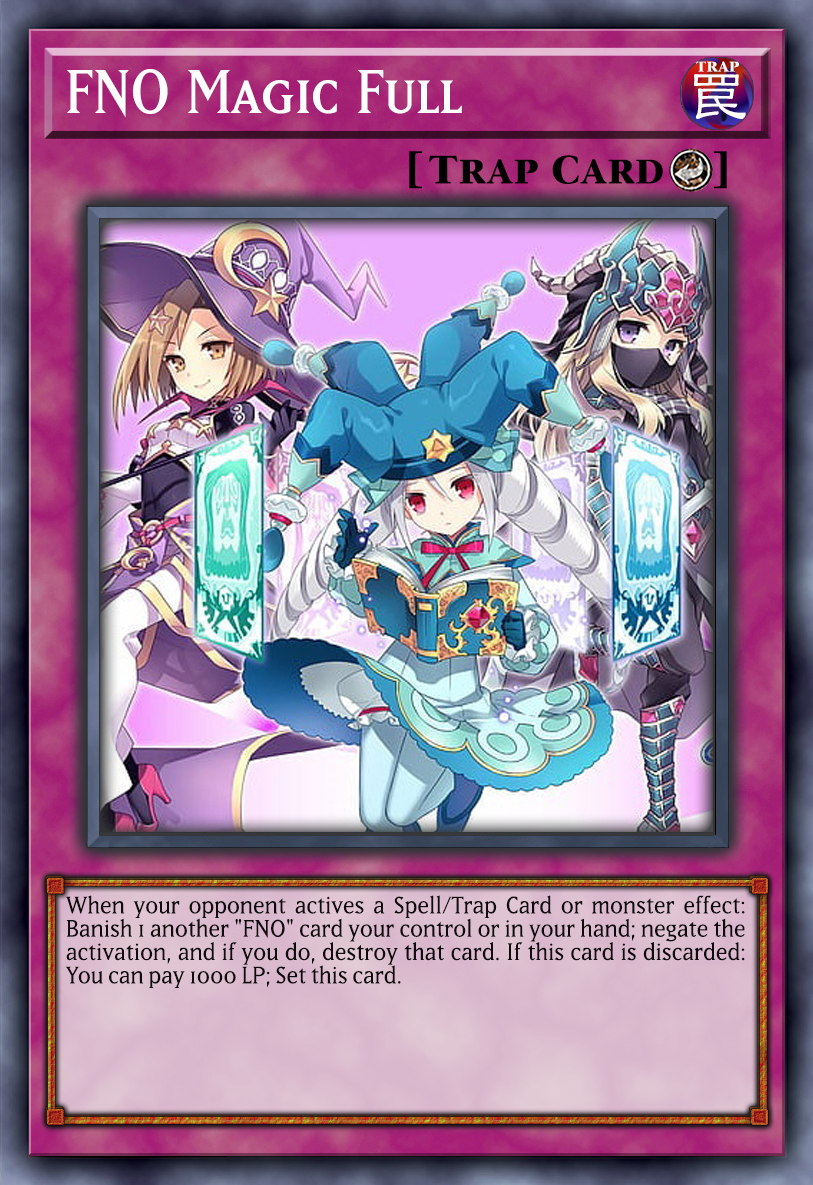 FNO Magic Full
TRAP
罠
[Trap Card]
When your opponent actives a Spell/Trap Card or monster effect:
Banish 1 another "FNO" card your control or in your hand; negate the
activation, and if you do, destroy that card. If this card is discarded:
You can pay 1000 LP; Set this card.